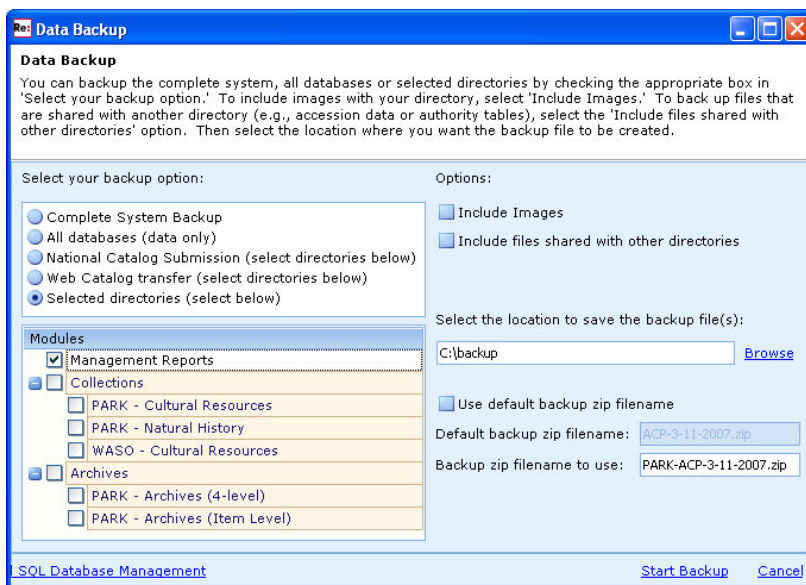 Re: Data Backup
Data Backup
You can backup the complete system, all databases or selected directories by checking the appropriate box in
'Select your backup option.' To include images with your directory, select 'Include Images.' To back up files that
are shared with another directory (e.g., accession data or authority tables), select the 'Include files shared with
other directories' option. Then select the location where you want the backup file to be created.
Select your backup option:
Complete System Backup
All databases (data only)
National Catalog Submission (select directories below)
Web Catalog transfer (select directories below)
Selected directories (select below)
Modules
Management Reports
Collections
PARK - Cultural Resources
PARK - Natural History
WASO - Cultural Resources
Archives
PARK - Archives (4-level)
PARK - Archives (Item Level)
Options:
Include Images
Include files shared with other directories
Select the location to save the backup file(s):
C:\backup
Browse
Use default backup zip filename
Default backup zip filename: ACP-3-11-2007.zip
Backup zip filename to use: PARK-ACP-3-11-2007.zip
SQL Database Management
Start Backup
Cancel